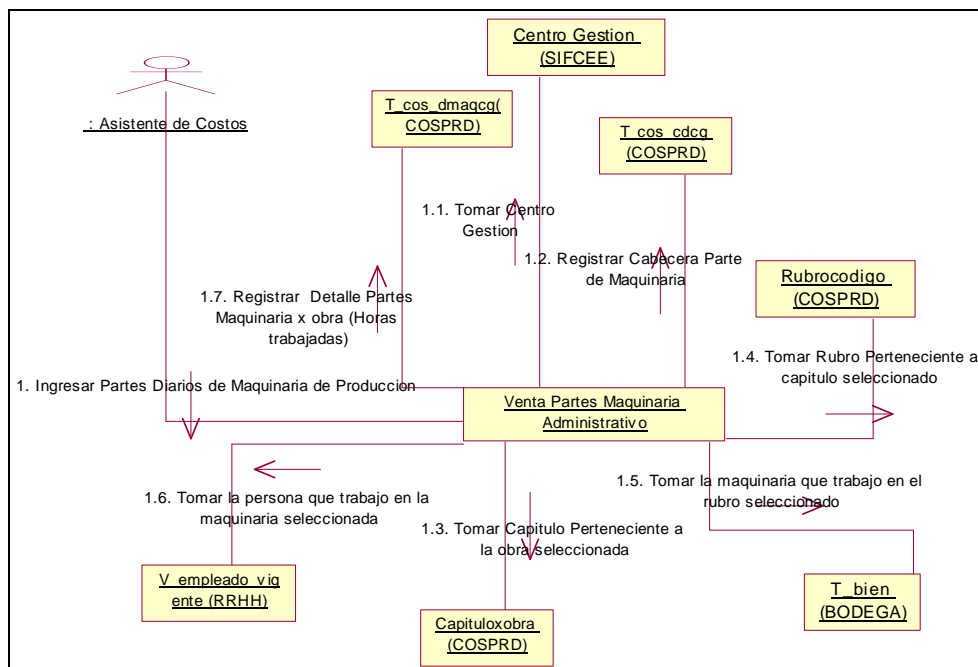 Centro Gestion
(SIFCEE)
: Asistente de Costos
T_cos_dmaqcg(
COSPRD)
T_cos_cdcg
(COSPRD)
1.1. Tomar Centro
Gestion
1.2. Registrar Cabecera Parte
de Maquinaria
Rubrocodigo
(COSPRD)
1.7. Registrar Detalle Partes
Maquinaria x obra (Horas
trabajadas)
1.4. Tomar Rubro Perteneciente a
capitulo seleccionado
1. Ingresar Partes Diarios de Maquinaria de Produccion
Venta Partes Maquinaria
Administrativo
1.6. Tomar la persona que trabajo en la
maquinaria seleccionada
1.5. Tomar la maquinaria que trabajo en el
rubro seleccionado
1.3. Tomar Capitulo Perteneciente a
la obra seleccionada
V_empleado_vig
ente (RRHH)
T_bien
(BODEGA)
Capituloxobra
(COSPRD)